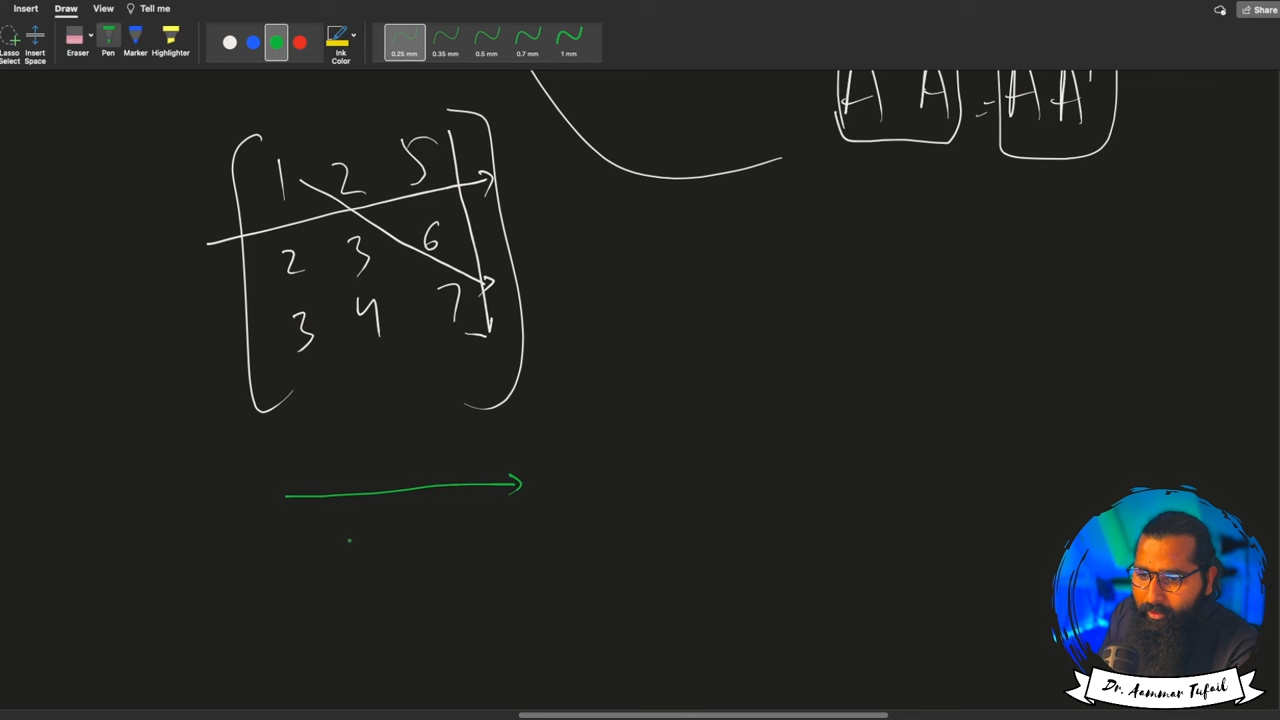 Insert Draw View Tell me
Share
Lasso Select Insert Space Eraser Pen Marker Highlighter Ink Color 0.25 mm 0.35 mm 0.5 mm 0.7 mm 1 mm
A A = A A'
1 2 5
2 3 6
3 4 7
Dr. Aammar Tufail